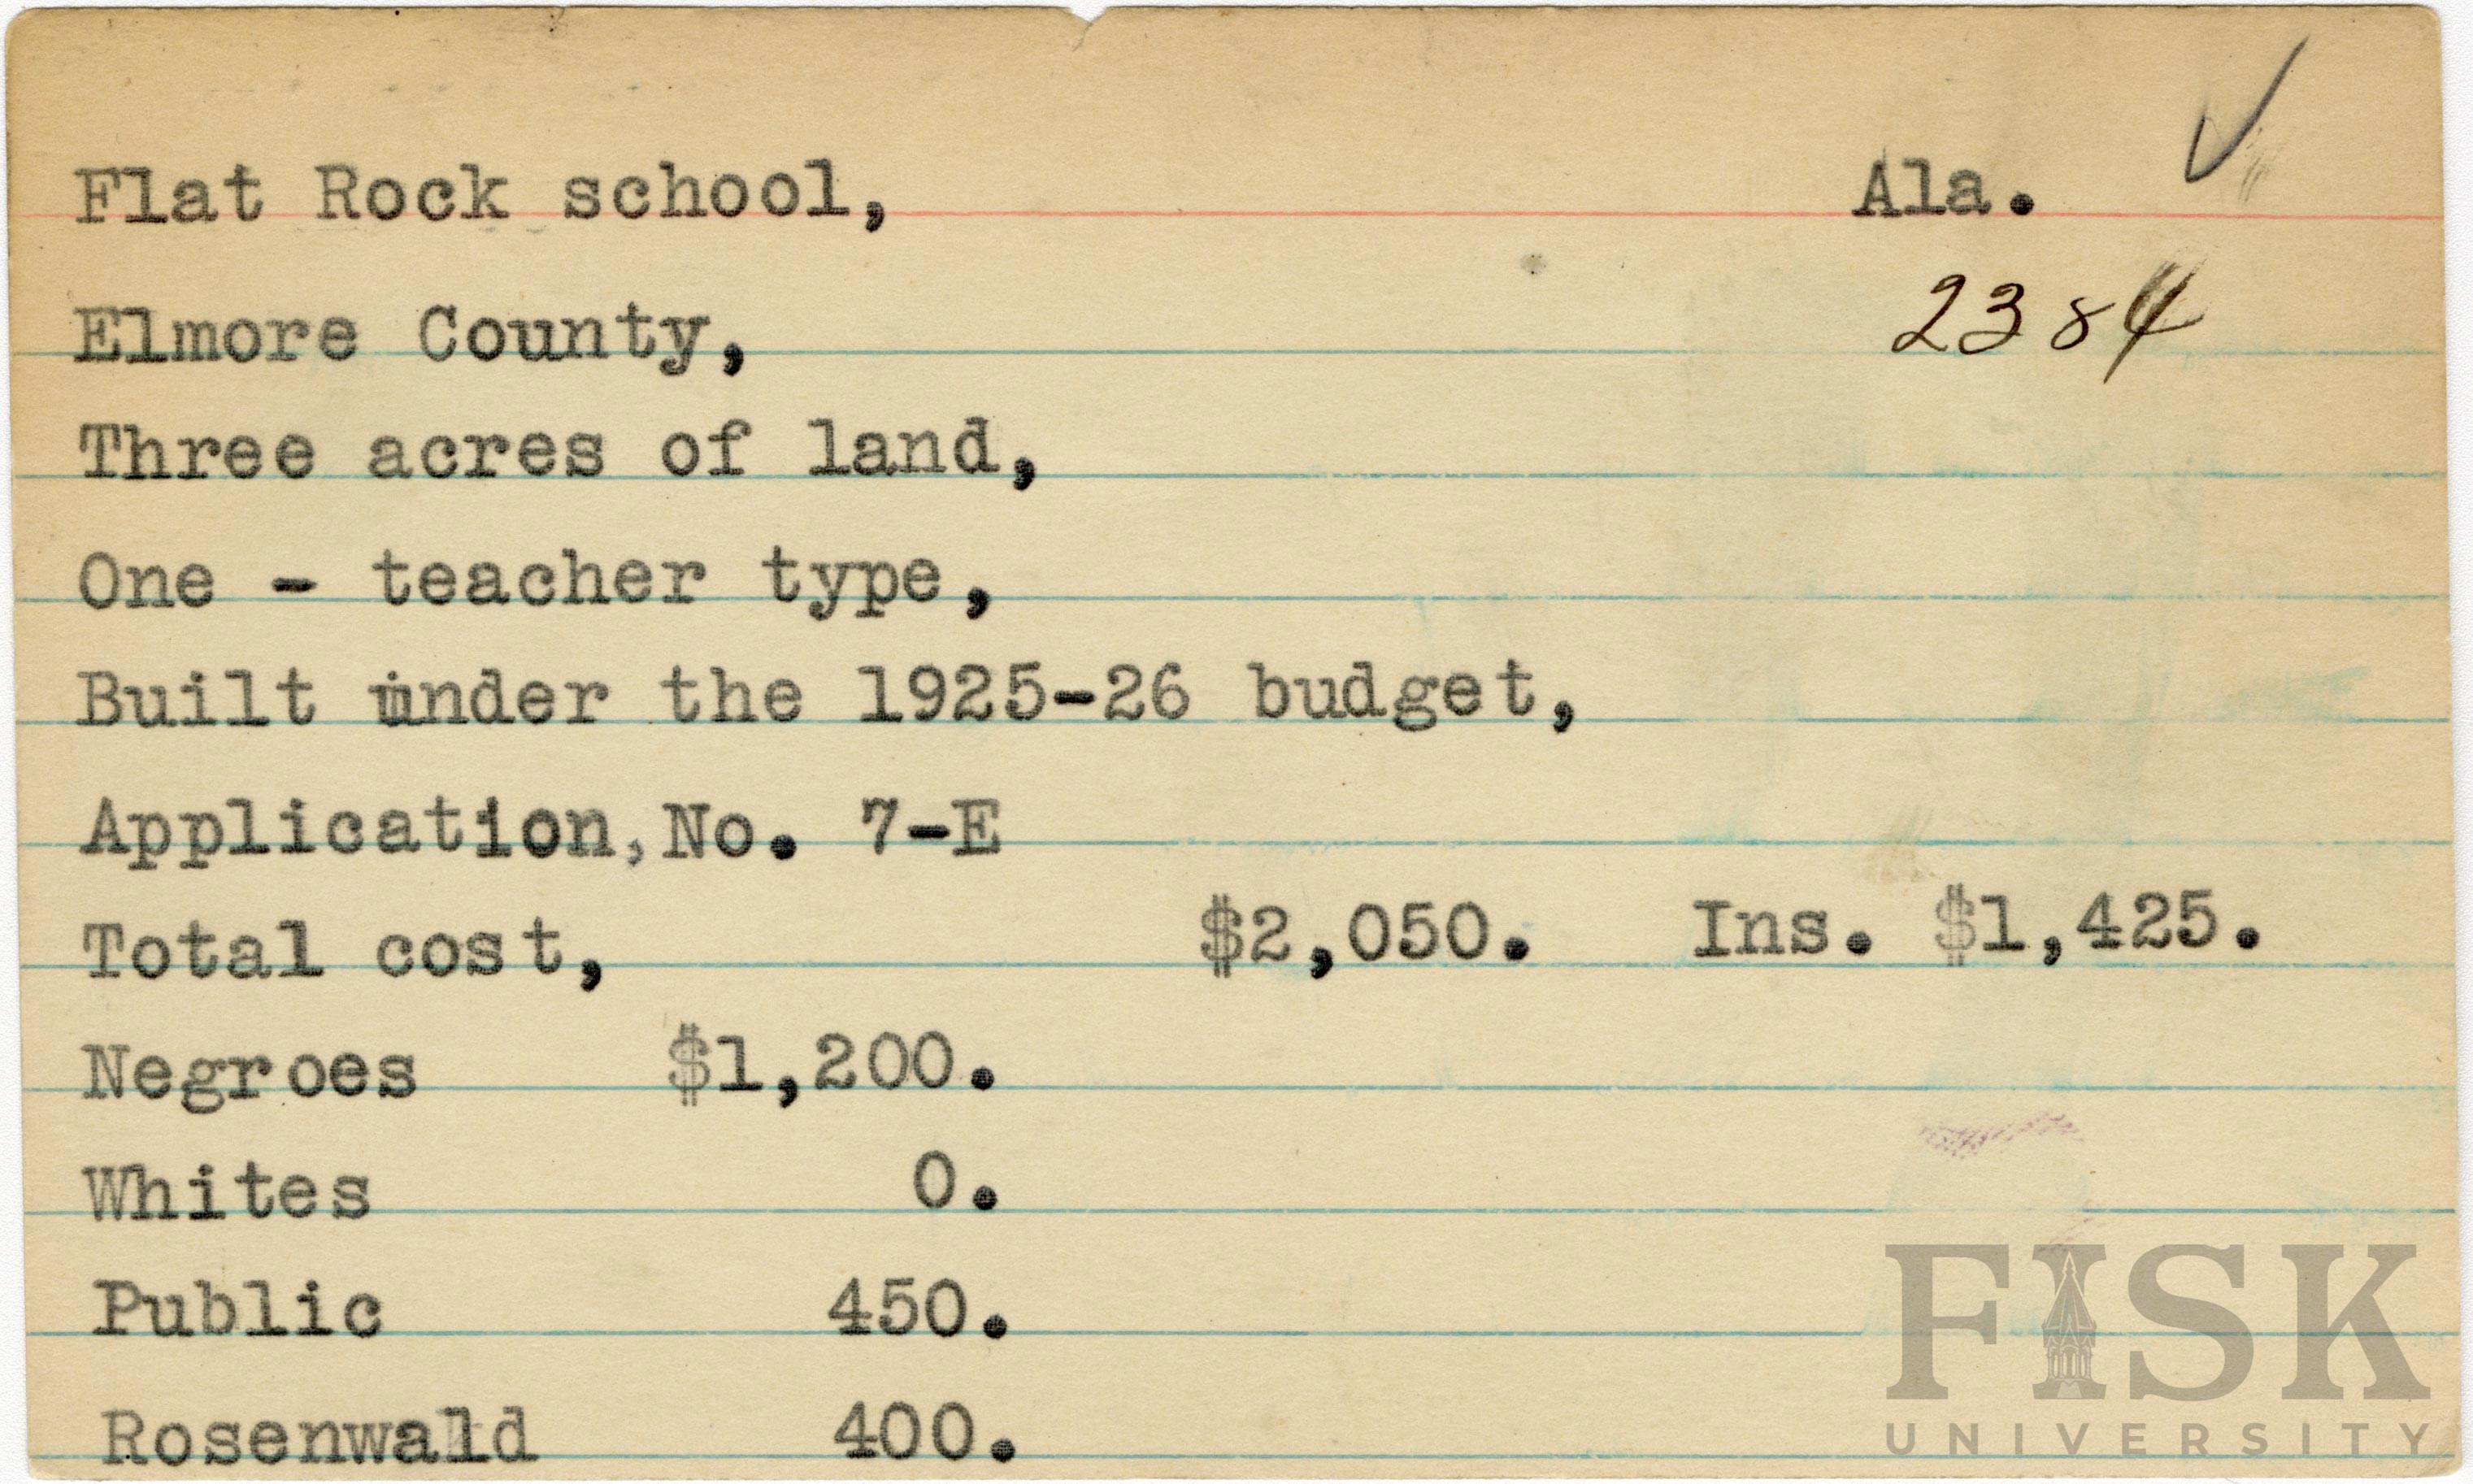 Flat Rock school, Ala. ✓
Elmore County, 2384
Three acres of land,
One - teacher type,
Built under the 1925-26 budget,
Application, No. 7-E
Total cost, $2,050. Ins. $1,425.
Negroes $1,200.
Whites 0.
Public 450.
Rosenwald 400.
FISK
UNIVERSITY